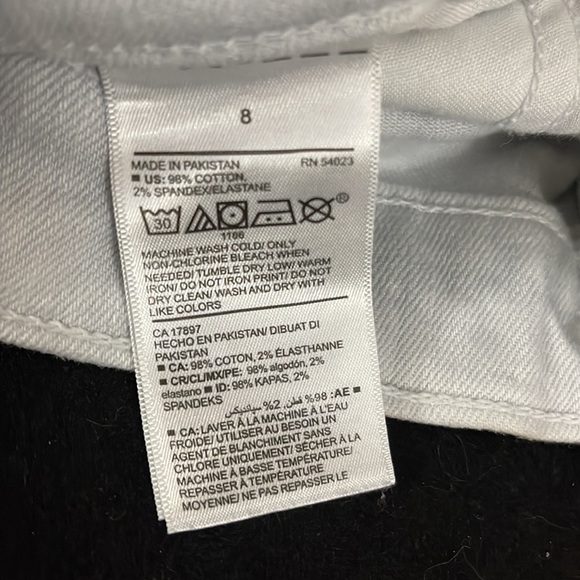 8
MADE IN PAKISTAN RN 54023
■ US: 98% COTTON,
2% SPANDEX/ELASTANE
30
®
1166
MACHINE WASH COLD/ ONLY
NON-CHLORINE BLEACH WHEN
NEEDED/ TUMBLE DRY LOW/ WARM
IRON/ DO NOT IRON PRINT/ DO NOT
DRY CLEAN/ WASH AND DRY WITH
LIKE COLORS
CA 17897
HECHO EN PAKISTAN/ DIBUAT DI
PAKISTAN
■ CA: 98% COTON, 2% ÉLASTHANNE
■ CR/CL/MX/PE: 98% algodón, 2%
elastano ■ ID: 98% KAPAS, 2%
SPANDEKS
AE: 98% قطن, 2% سباندكس ■
■ CA: LAVER À LA MACHINE À L'EAU
FROIDE/ UTILISER AU BESOIN UN
AGENT DE BLANCHIMENT SANS
CHLORE UNIQUEMENT/ SÉCHER À LA
MACHINE À BASSE TEMPÉRATURE/
REPASSER À TEMPÉRATURE
MOYENNE/ NE PAS REPASSER LE